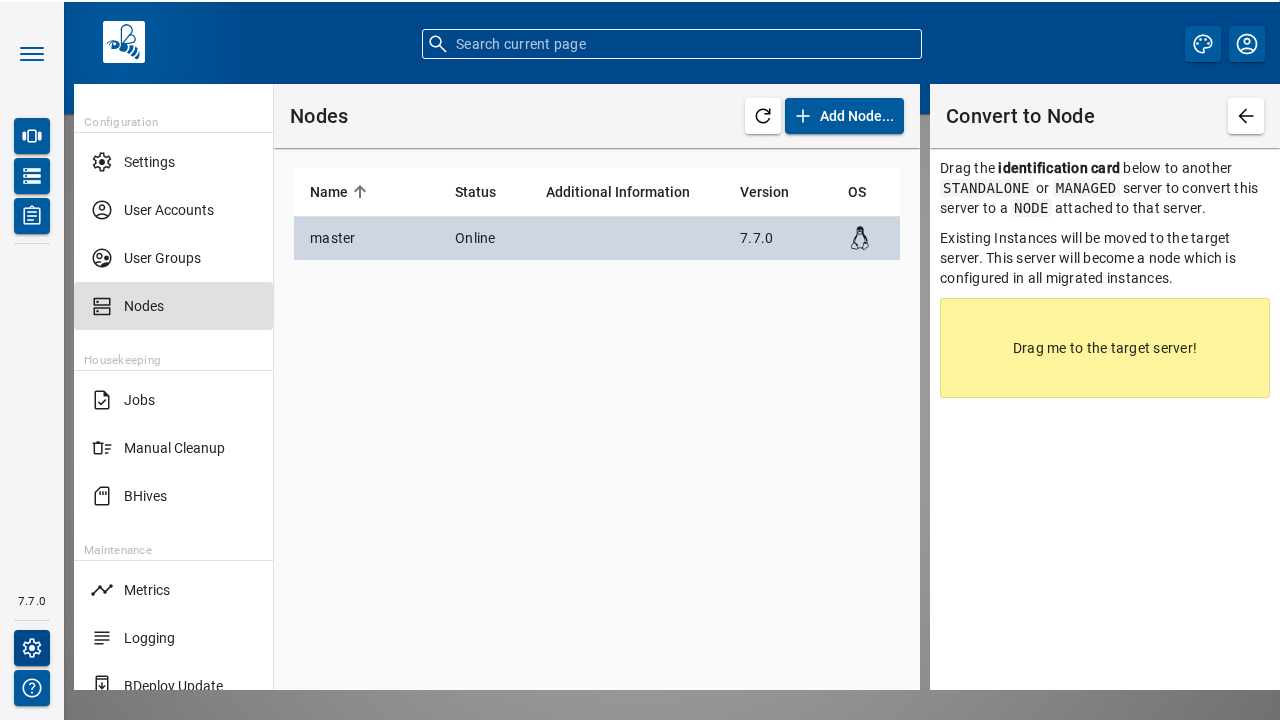 Search current page
7.7.0
Configuration
Settings
User Accounts
User Groups
Nodes
Housekeeping
Jobs
Manual Cleanup
BHives
Maintenance
Metrics
Logging
BDeploy Update
Nodes
Add Node...
Name Status Additional Information Version OS
master Online 7.7.0
Convert to Node
Drag the identification card below to another
STANDALONE or MANAGED server to convert this
server to a NODE attached to that server.
Existing Instances will be moved to the target
server. This server will become a node which is
configured in all migrated instances.
Drag me to the target server!